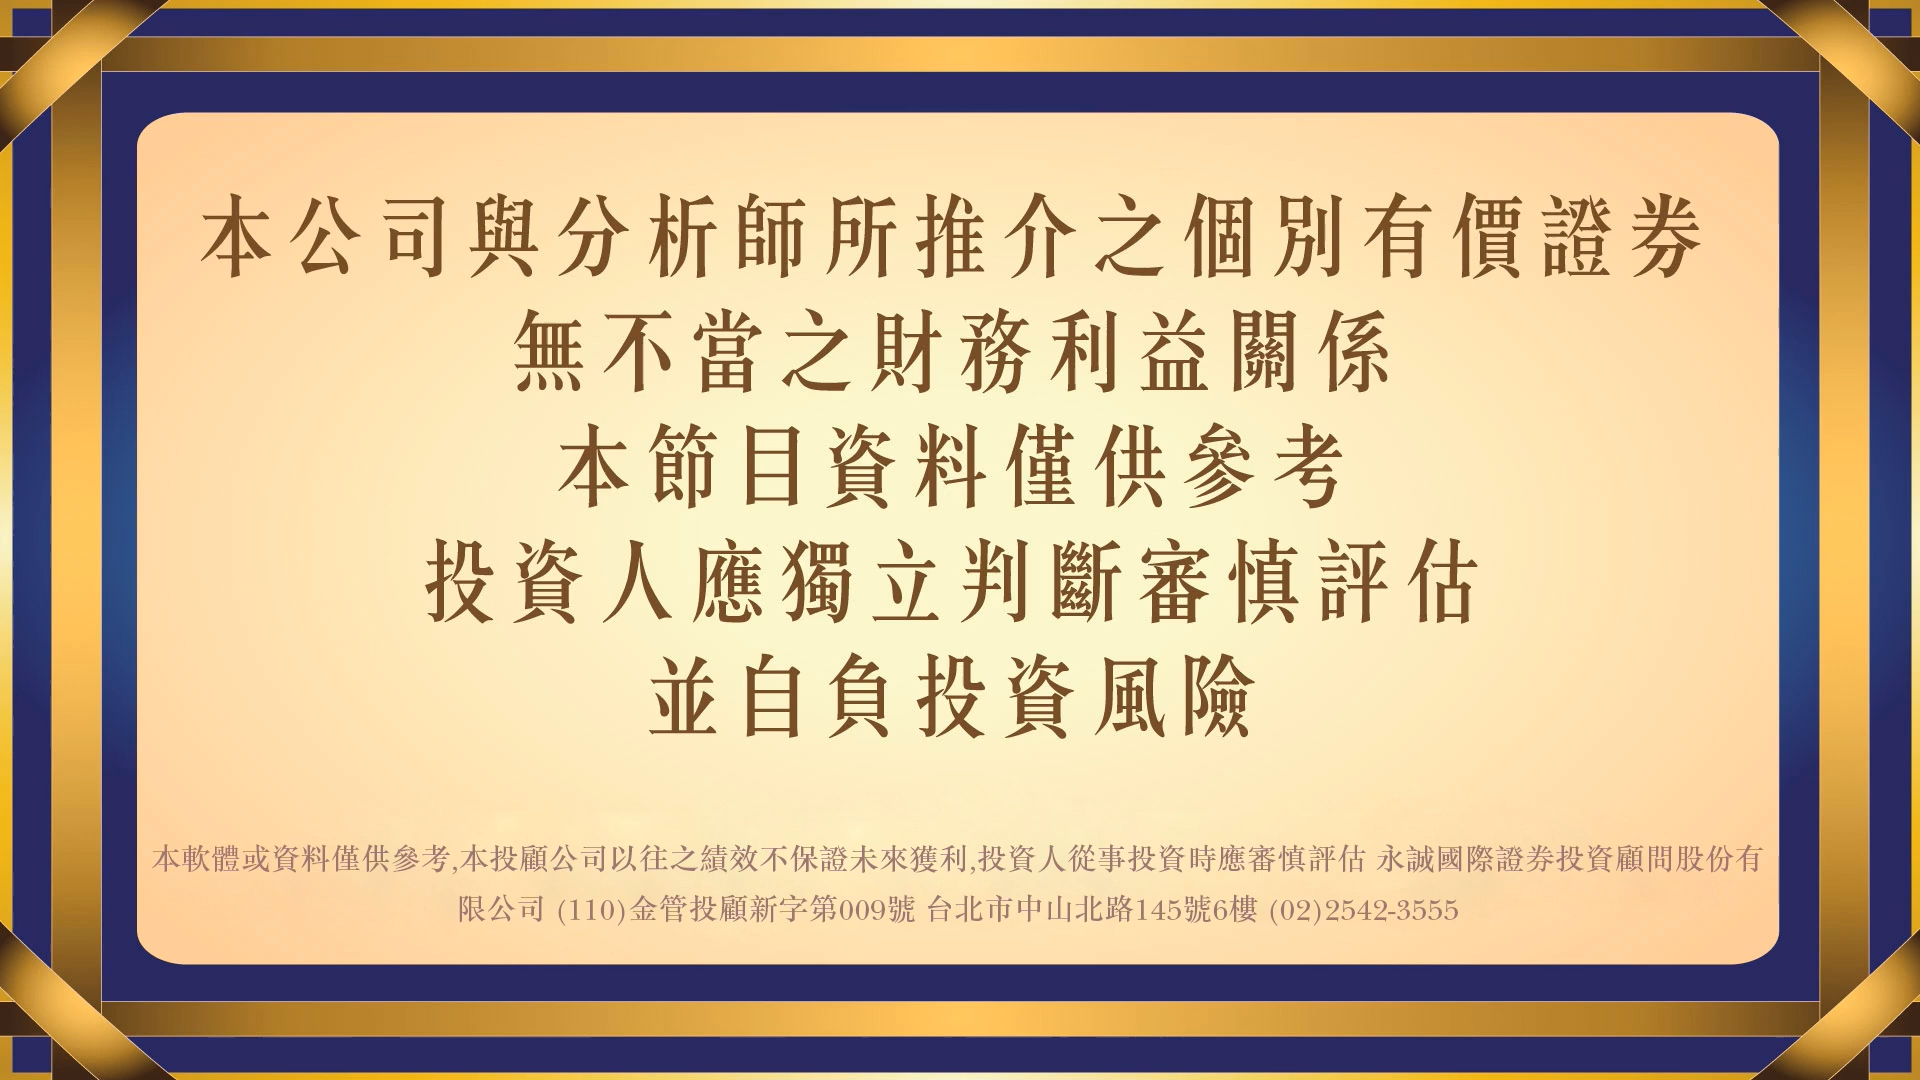 本公司與分析師所推介之個別有價證券
無不當之財務利益關係
本節目資料僅供參考
投資人應獨立判斷審慎評估
並自負投資風險
本軟體或資料僅供參考,本投顧公司以往之績效不保證未來獲利,投資人從事投資時應審慎評估 永誠國際證券投資顧問股份有
限公司 (110)金管投顧新字第009號 台北市中山北路145號6樓 (02)2542-3555